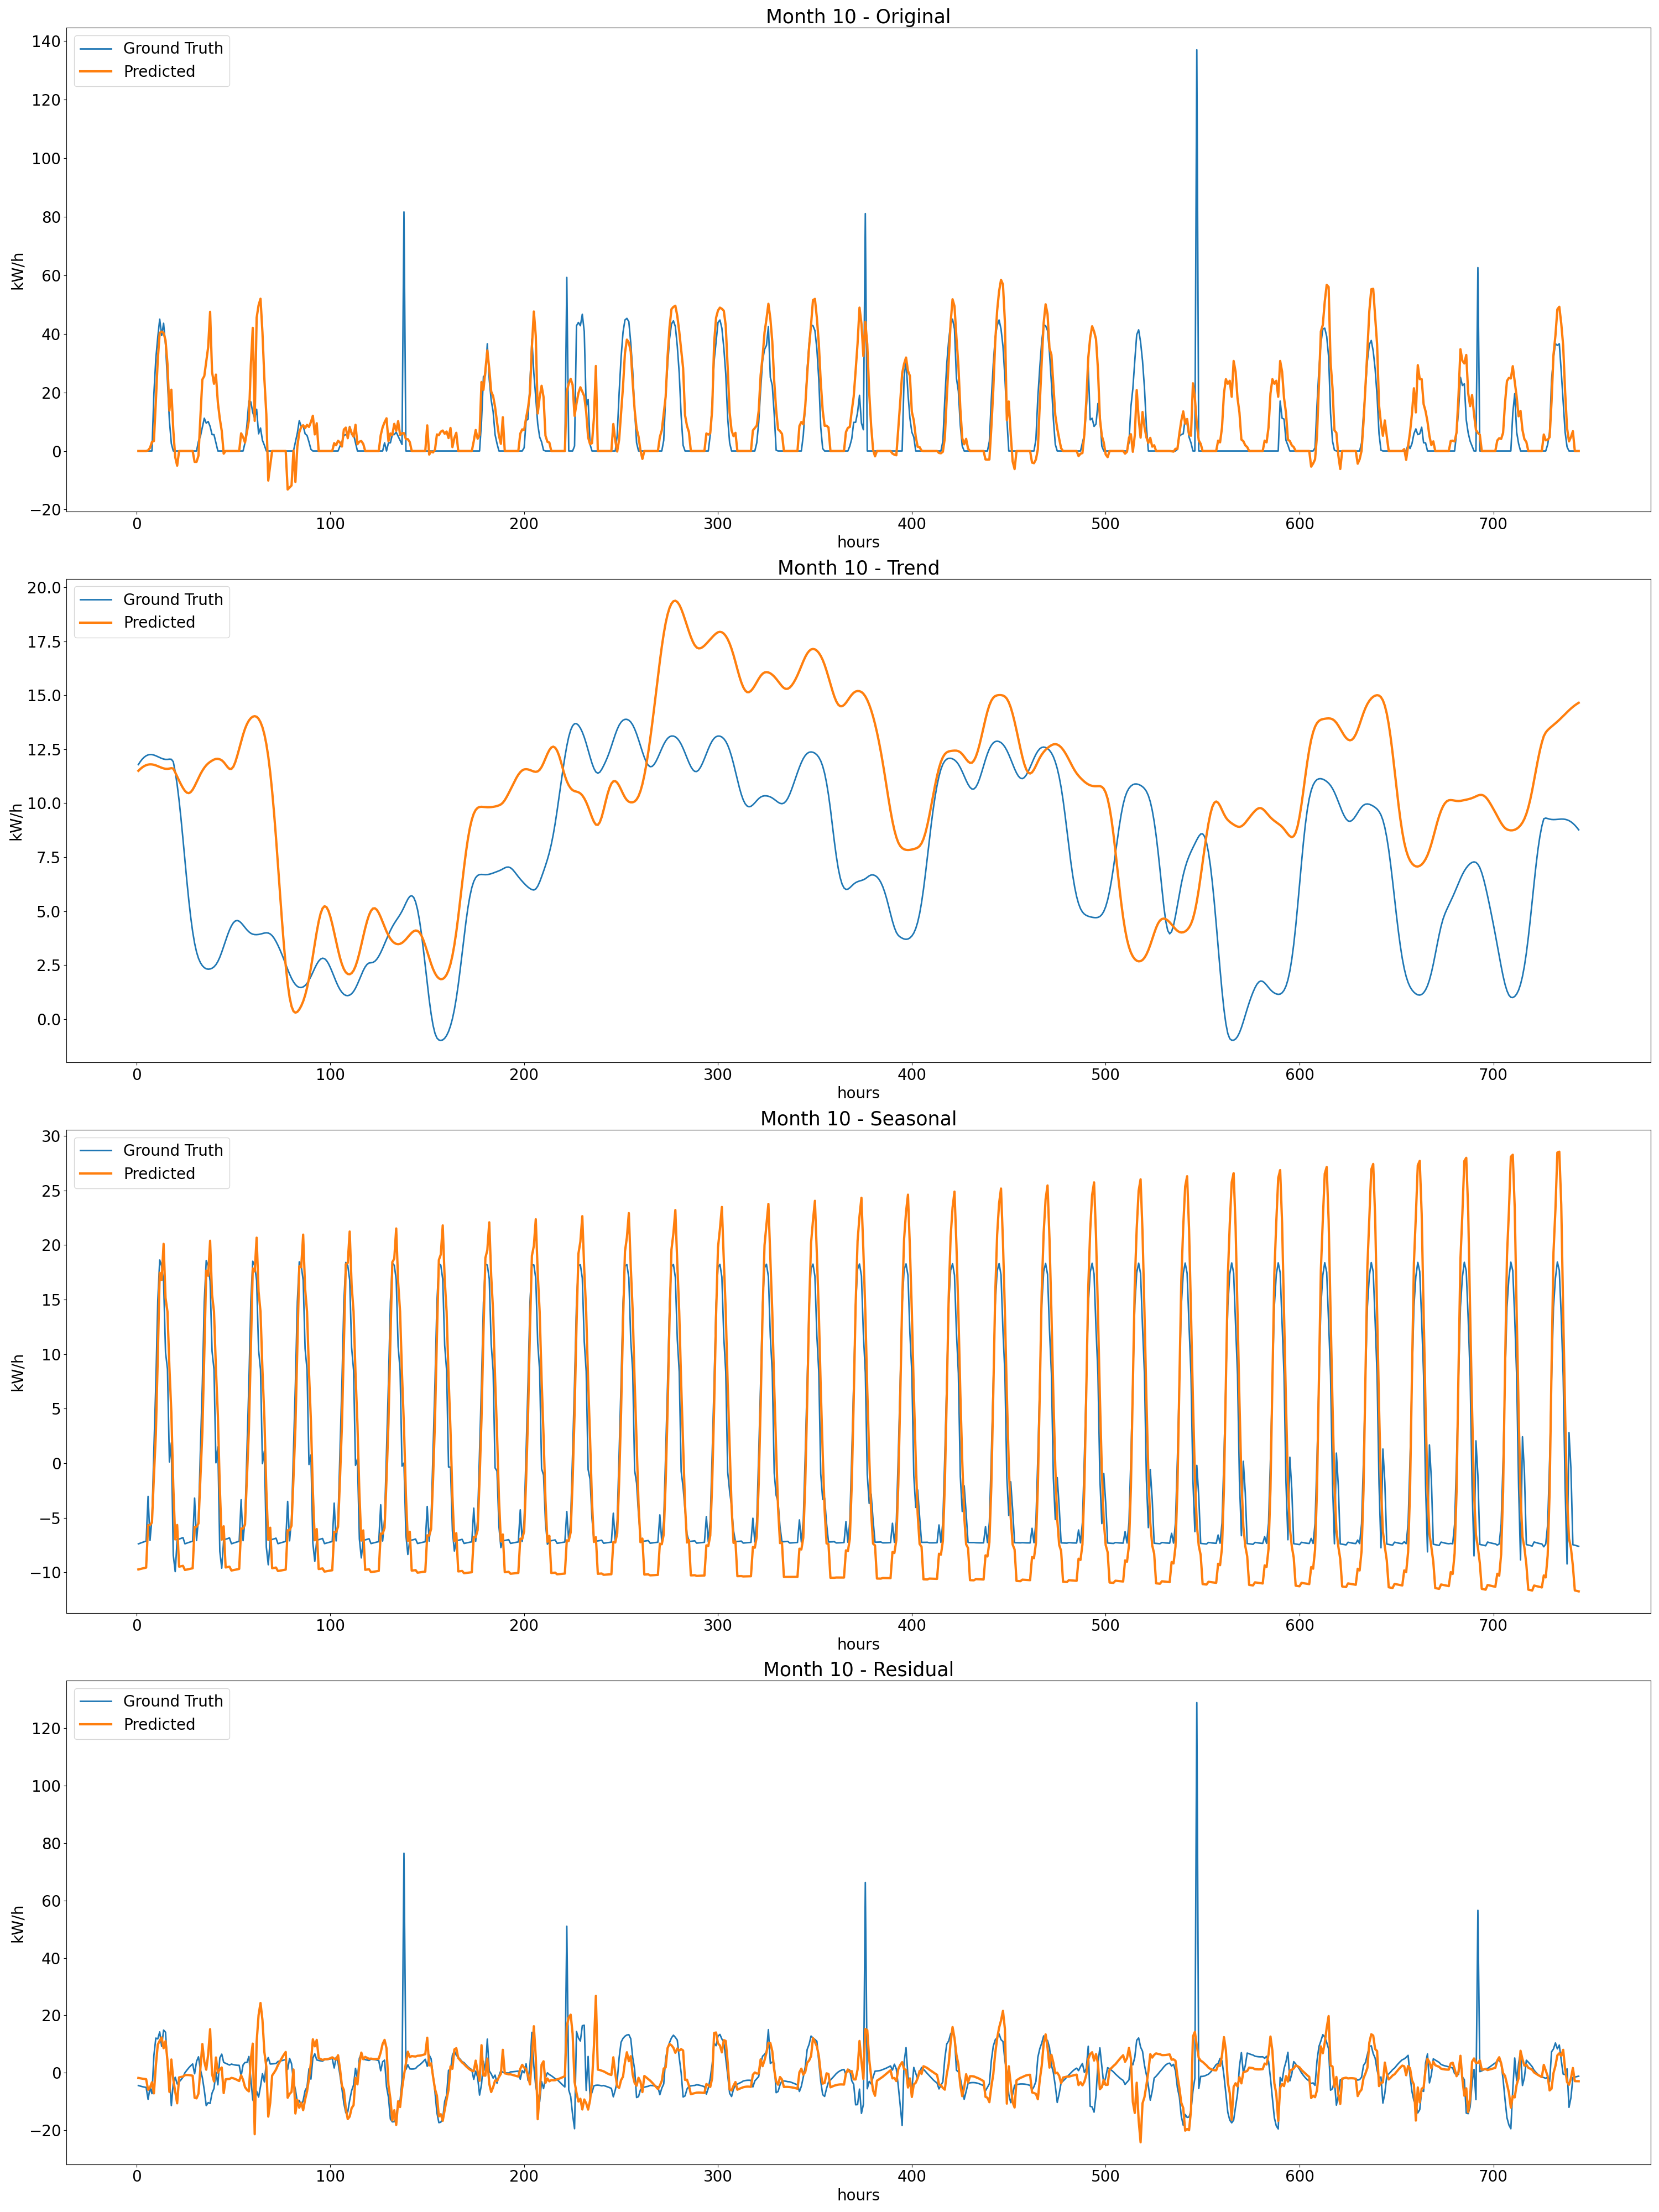 Month 10 - Original
Ground Truth
Predicted
140
120
100
80
60
40
20
0
−20
kW/h
0 100 200 300 400 500 600 700
hours
Month 10 - Trend
Ground Truth
Predicted
20.0
17.5
15.0
12.5
10.0
7.5
5.0
2.5
0.0
kW/h
0 100 200 300 400 500 600 700
hours
Month 10 - Seasonal
Ground Truth
Predicted
30
25
20
15
10
5
0
−5
−10
kW/h
0 100 200 300 400 500 600 700
hours
Month 10 - Residual
Ground Truth
Predicted
120
100
80
60
40
20
0
−20
kW/h
0 100 200 300 400 500 600 700
hours